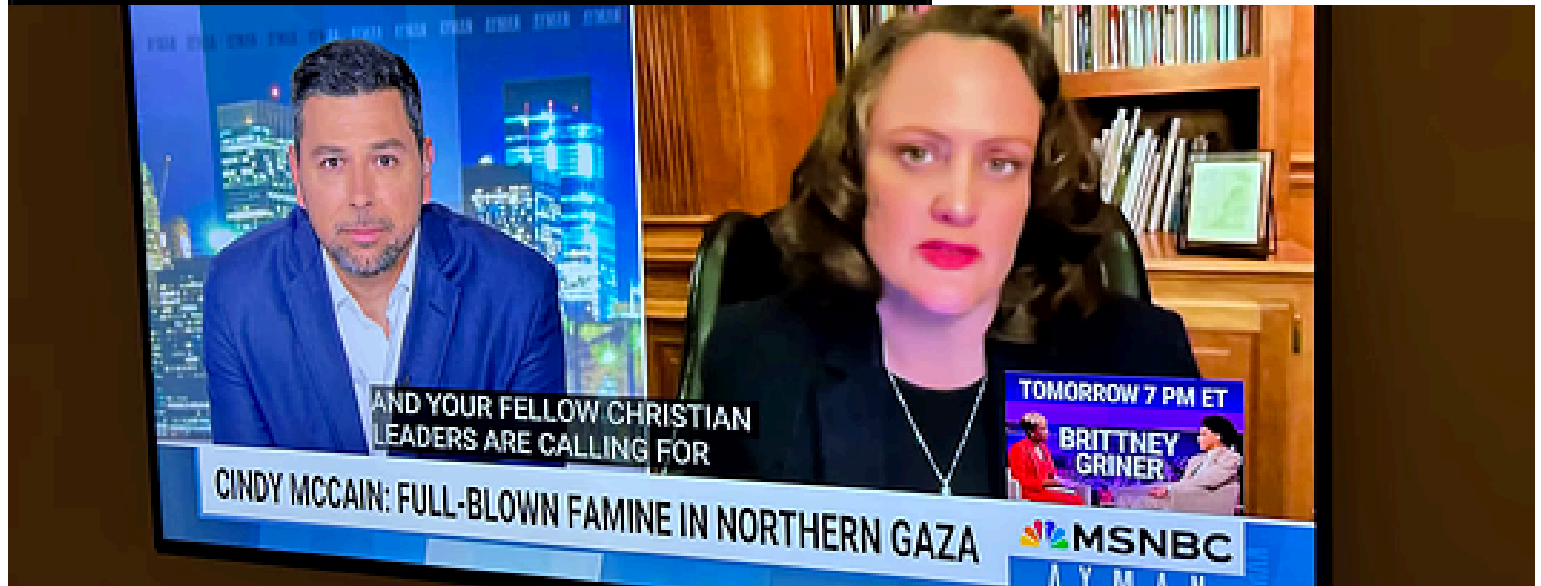 AND YOUR FELLOW CHRISTIAN
LEADERS ARE CALLING FOR
TOMORROW 7 PM ET
BRITTNEY
GRINER
CINDY MCCAIN: FULL-BLOWN FAMINE IN NORTHERN GAZA
MSNBC
AYMAN